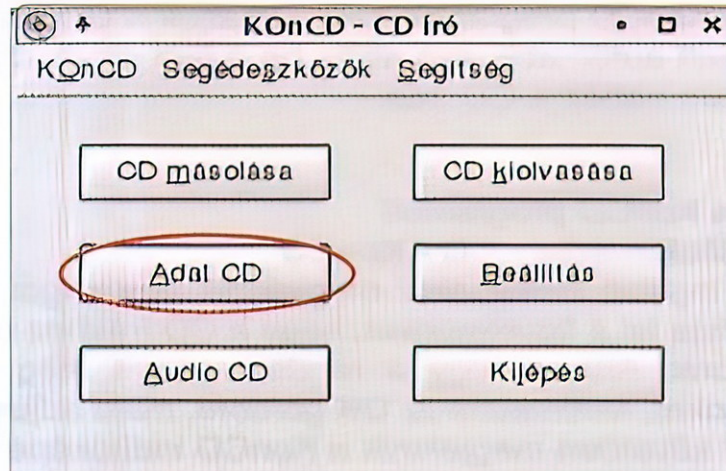 KOnCD - CD író
KOnCD Segédeszközök Segítség
CD másolása
CD kiolvasása
Adat CD
Beállítás
Audio CD
Kilépés